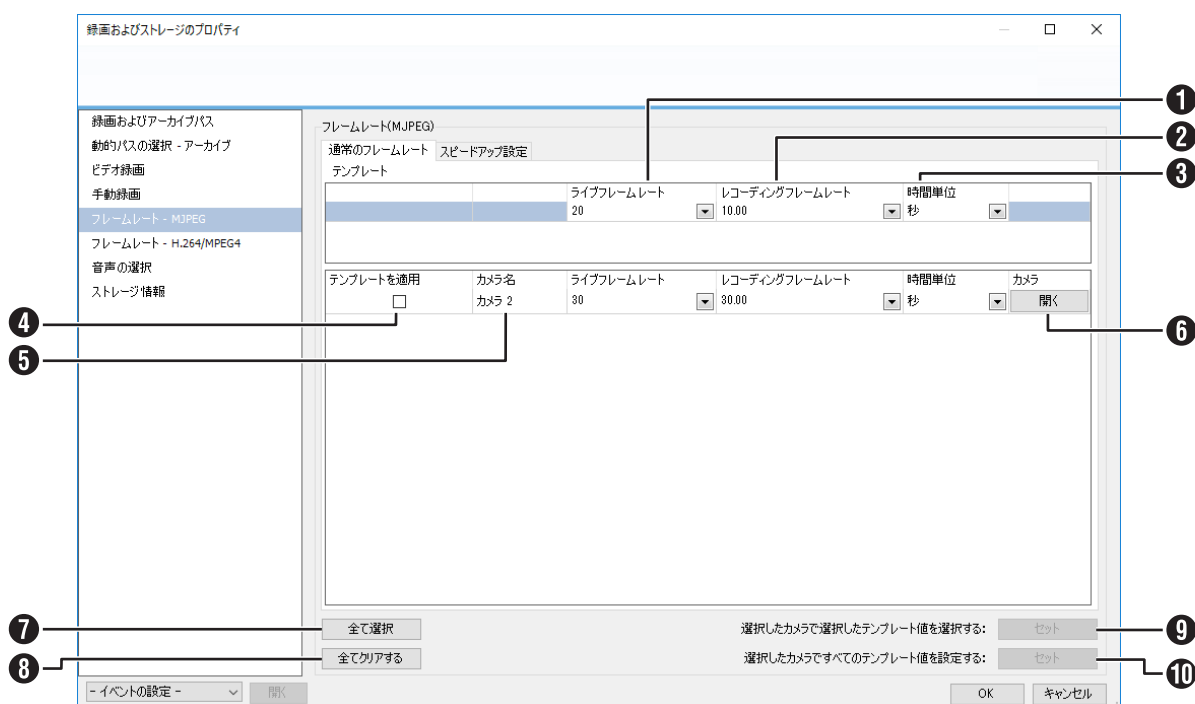 録画およびストレージのプロパティ
録画およびアーカイブパス
動的パスの選択 - アーカイブ
ビデオ録画
手動録画
フレームレート - MJPEG
フレームレート - H.264/MPEG4
音声の選択
ストレージ情報
フレームレート(MJPEG)
通常のフレームレート スピードアップ設定
テンプレート
ライブフレームレート レコーディングフレームレート 時間単位
20 10.00 秒
テンプレートを適用 カメラ名 ライブフレームレート レコーディングフレームレート 時間単位 カメラ
カメラ 2 30 30.00 秒 開く
❶
❷
❸
❹
❺
❻
❼
❽
❾
❿
全て選択 選択したカメラで選択したテンプレート値を選択する: セット
全てクリアする 選択したカメラですべてのテンプレート値を設定する: セット
- イベントの設定 - 開く OK キャンセル